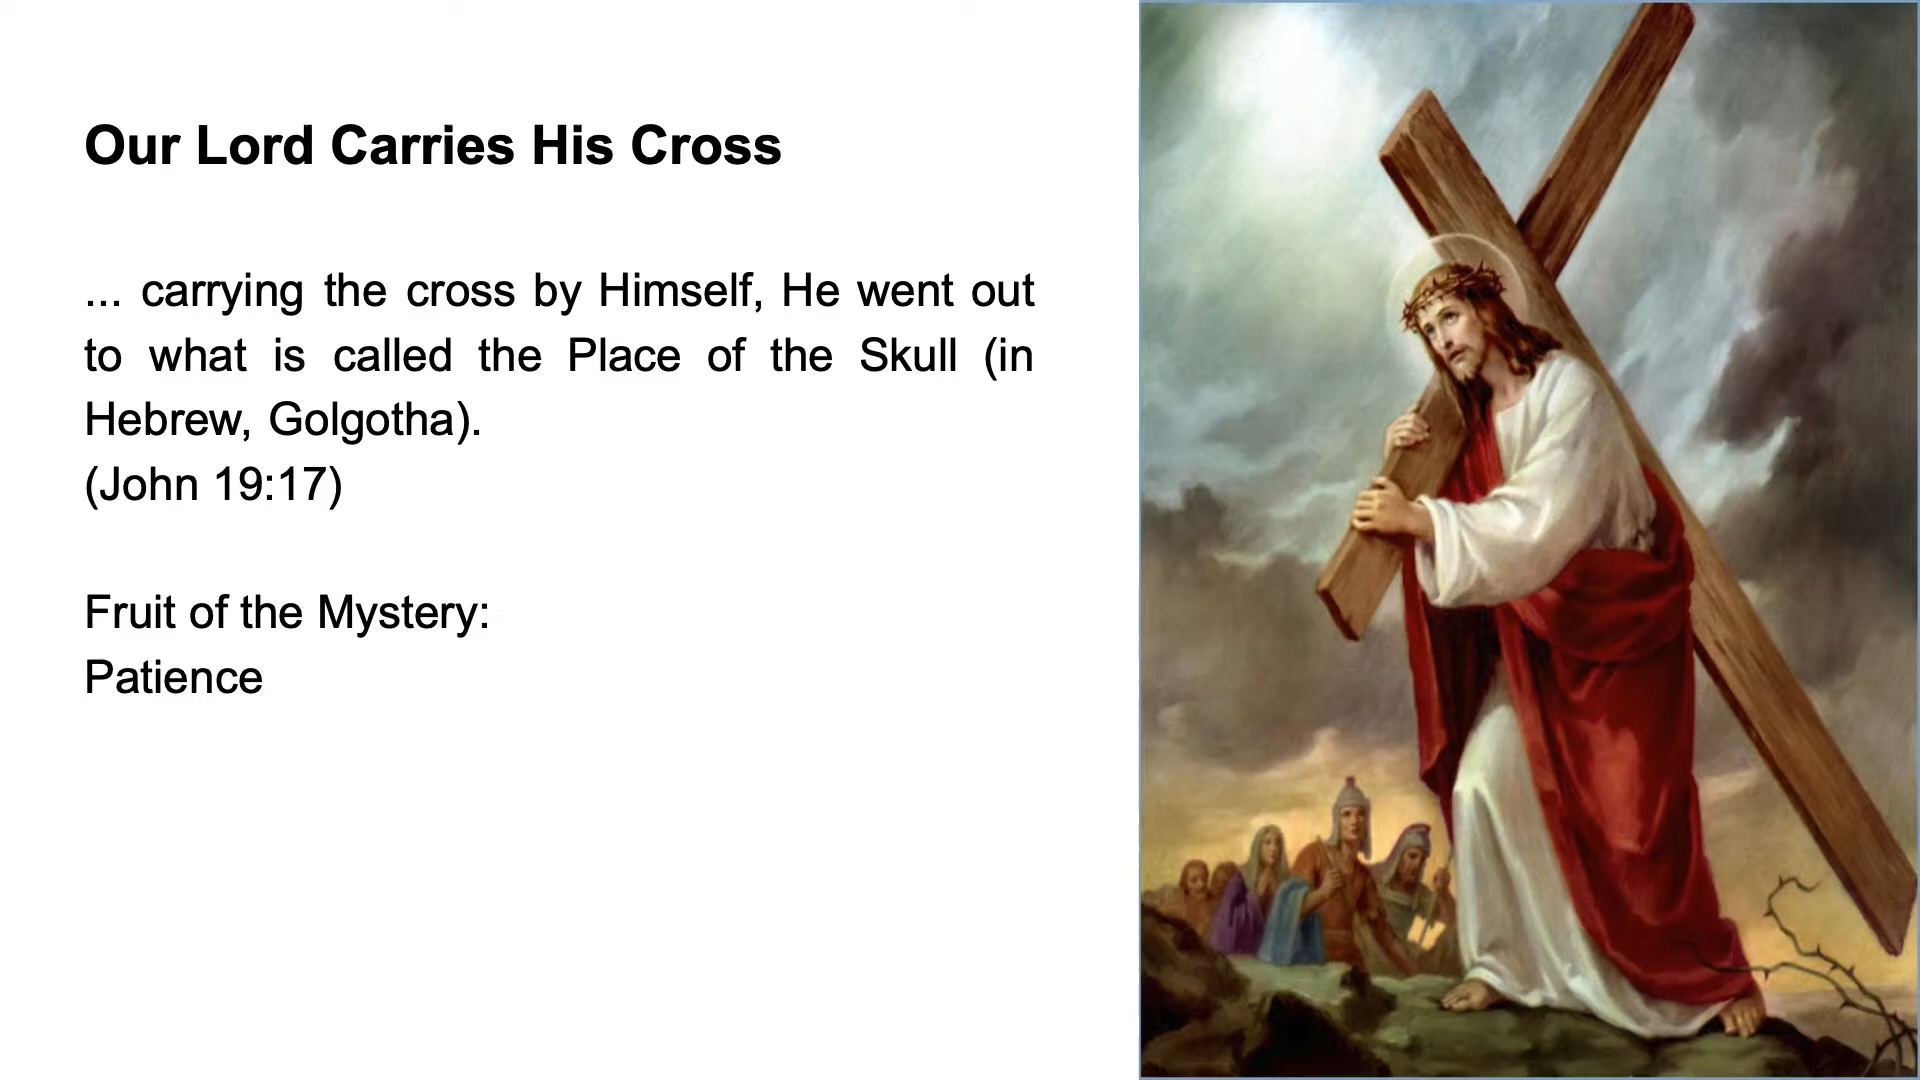 Our Lord Carries His Cross
... carrying the cross by Himself, He went out
to what is called the Place of the Skull (in
Hebrew, Golgotha).
(John 19:17)
Fruit of the Mystery:
Patience